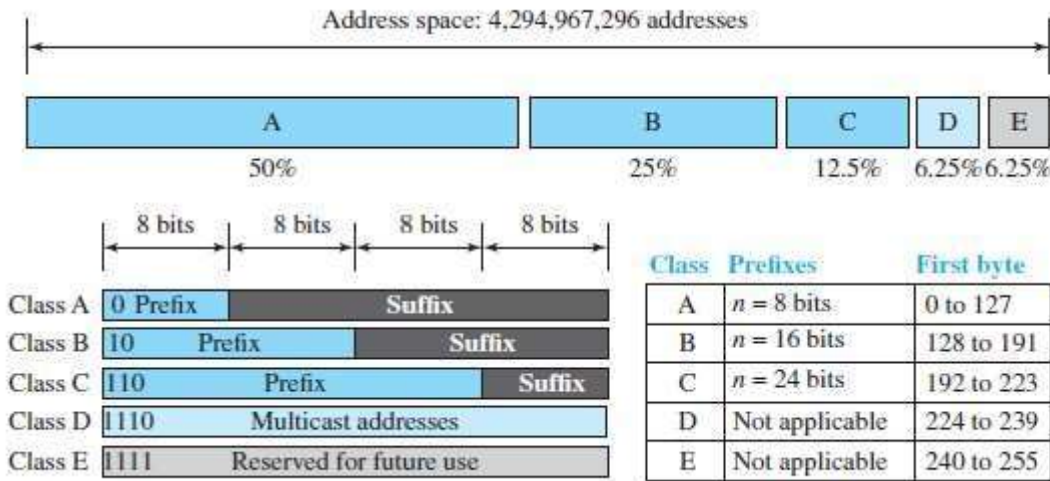 Address space: 4,294,967,296 addresses
A B C D E
50% 25% 12.5% 6.25% 6.25%
8 bits 8 bits 8 bits 8 bits
Class A 0 Prefix Suffix
Class B 10 Prefix Suffix
Class C 110 Prefix Suffix
Class D 1110 Multicast addresses
Class E 1111 Reserved for future use
Class Prefixes First byte
A n = 8 bits 0 to 127
B n = 16 bits 128 to 191
C n = 24 bits 192 to 223
D Not applicable 224 to 239
E Not applicable 240 to 255